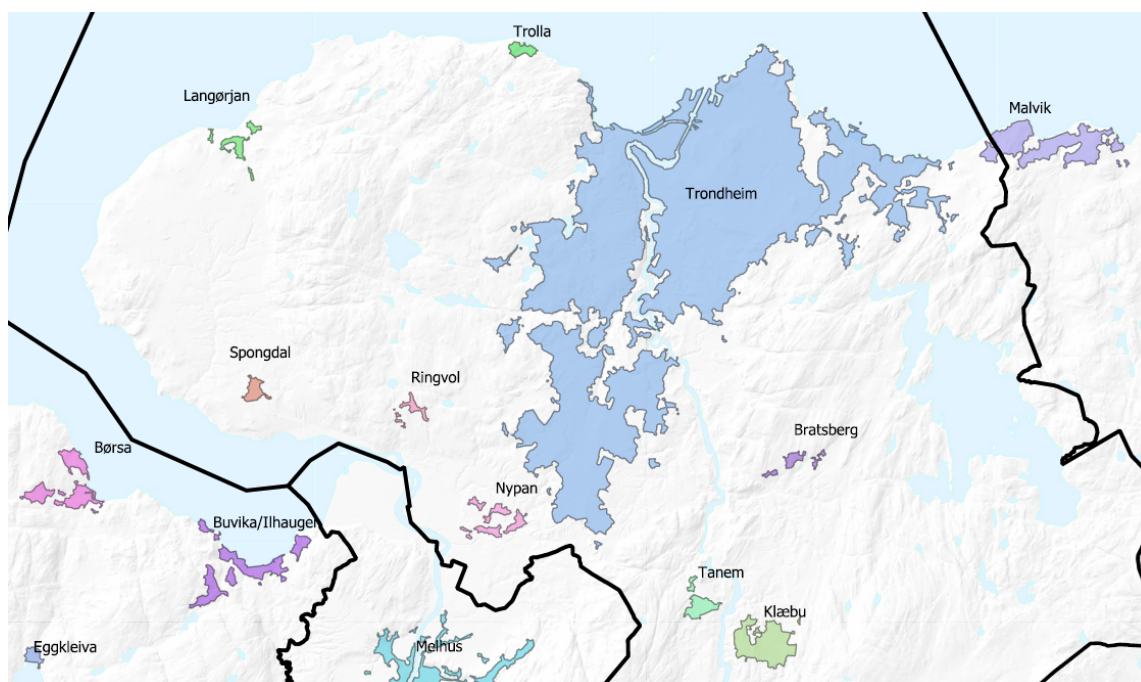 Trolla
Langørjan
Malvik
Trondheim
Spongdal
Ringvol
Bratsberg
Børsa
Nypan
Buvika/Ilhaugen
Tanem
Klæbu
Eggkleiva
Melhus